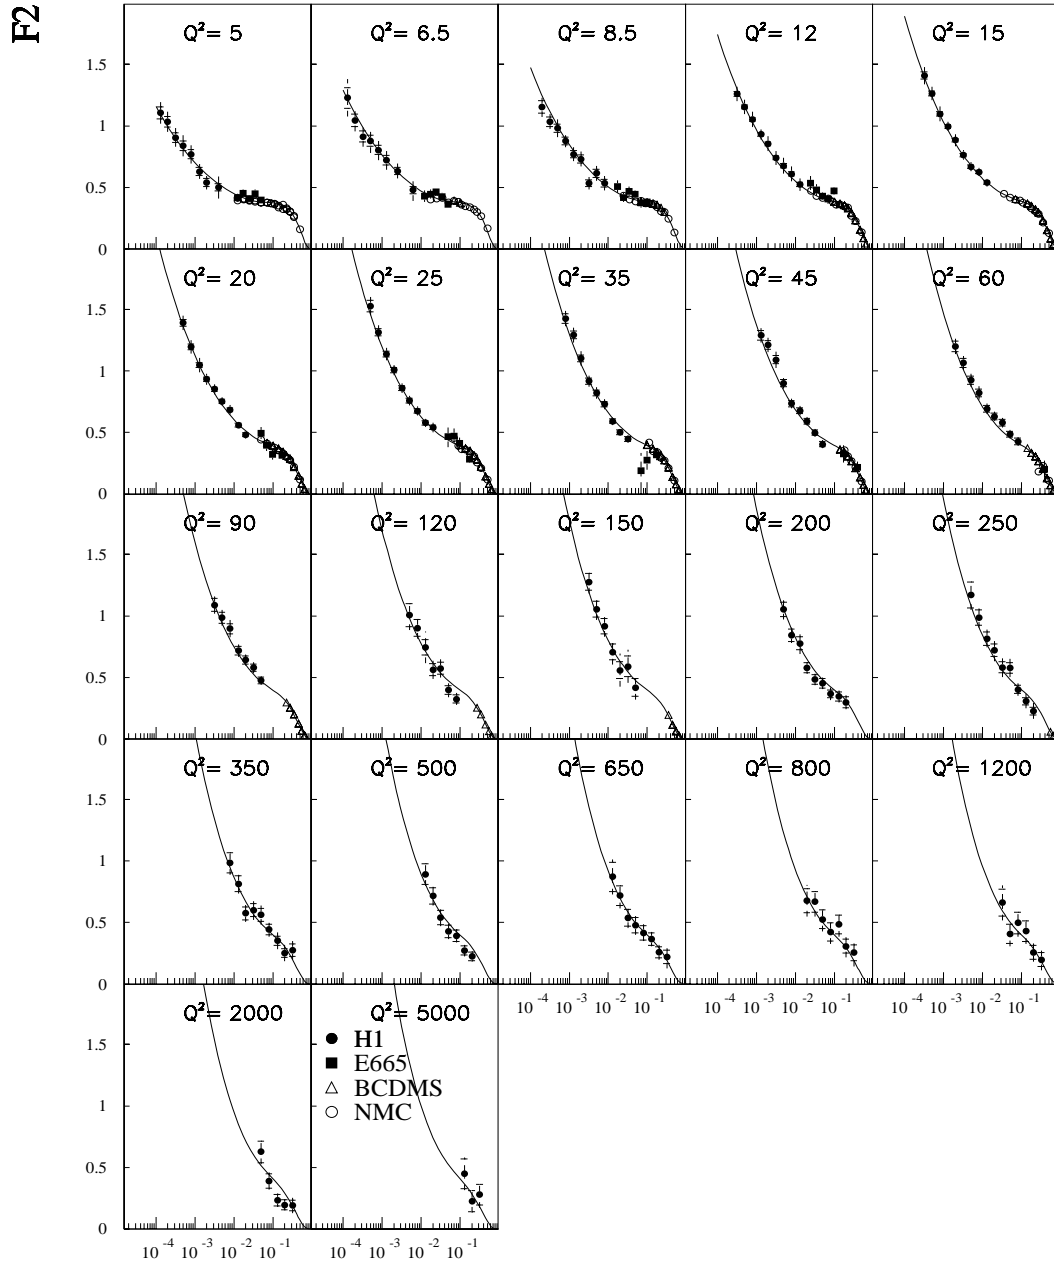 F2
Q²= 5 Q²= 6.5 Q²= 8.5 Q²= 12 Q²= 15
1.5
1
0.5
0
Q²= 20 Q²= 25 Q²= 35 Q²= 45 Q²= 60
1.5
1
0.5
0
Q²= 90 Q²= 120 Q²= 150 Q²= 200 Q²= 250
1.5
1
0.5
0
Q²= 350 Q²= 500 Q²= 650 Q²= 800 Q²= 1200
1.5
1
0.5
0
10⁻⁴ 10⁻³ 10⁻² 10⁻¹ 10⁻⁴ 10⁻³ 10⁻² 10⁻¹ 10⁻⁴ 10⁻³ 10⁻² 10⁻¹
Q²= 2000 Q²= 5000
1.5
H1
E665
BCDMS
NMC
1
0.5
0
10⁻⁴ 10⁻³ 10⁻² 10⁻¹ 10⁻⁴ 10⁻³ 10⁻² 10⁻¹